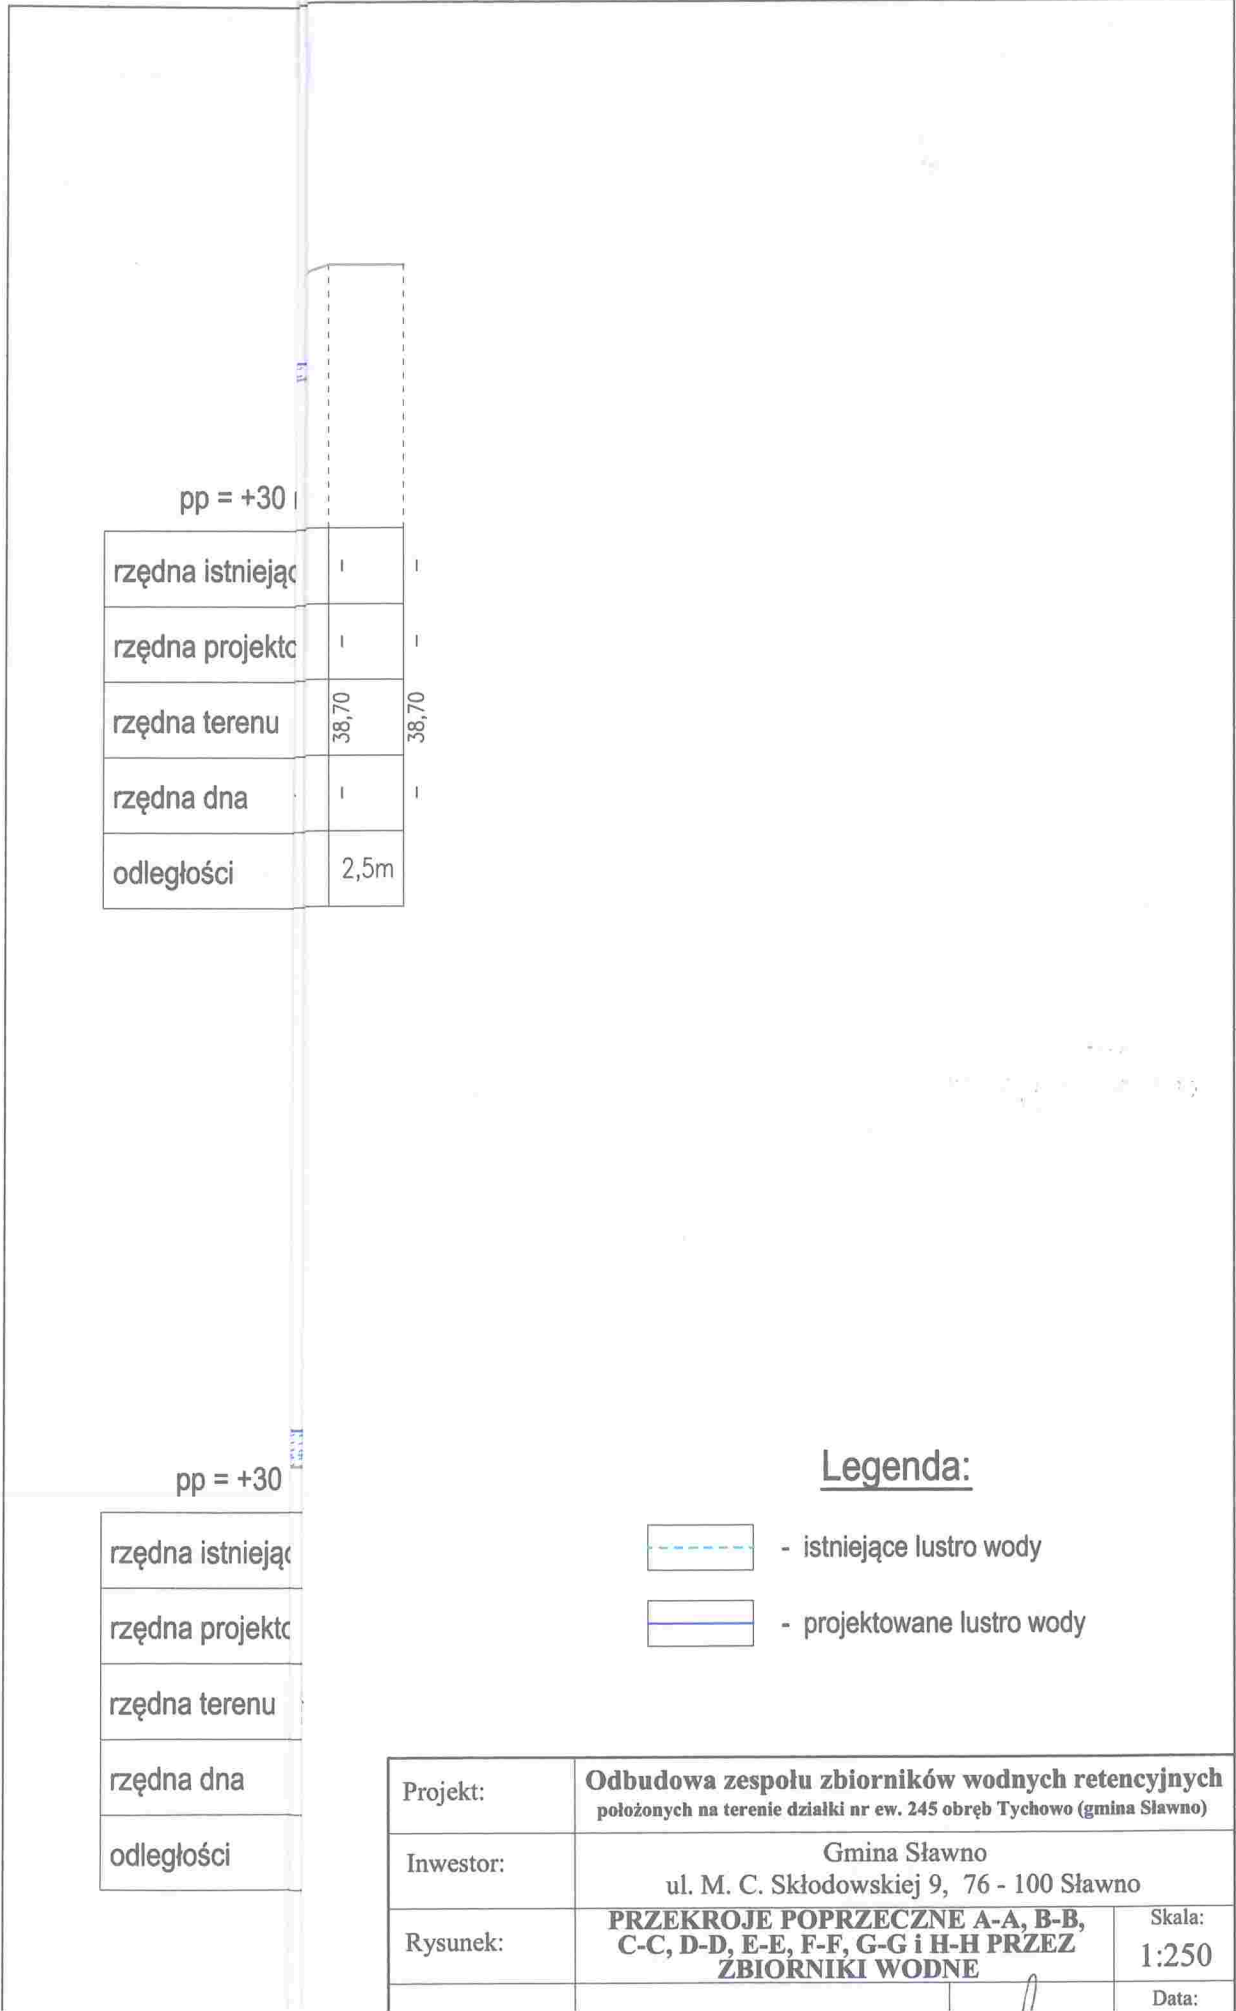 pp = +30
rzędna istnieją
rzędna projekto
rzędna terenu 38,70 38,70
rzędna dna
odległości 2,5m
pp = +30
rzędna istnieją
rzędna projekto
rzędna terenu
rzędna dna
odległości
Legenda:
- istniejące lustro wody
- projektowane lustro wody
Projekt:
Odbudowa zespołu zbiorników wodnych retencyjnych
położonych na terenie działki nr ew. 245 obręb Tychowo (gmina Sławno)
Inwestor:
Gmina Sławno
ul. M. C. Skłodowskiej 9, 76 - 100 Sławno
Rysunek:
PRZEKROJE POPRZECZNE A-A, B-B,
C-C, D-D, E-E, F-F, G-G i H-H PRZEZ
ZBIORNIKI WODNE
Skala:
1:250
Data: